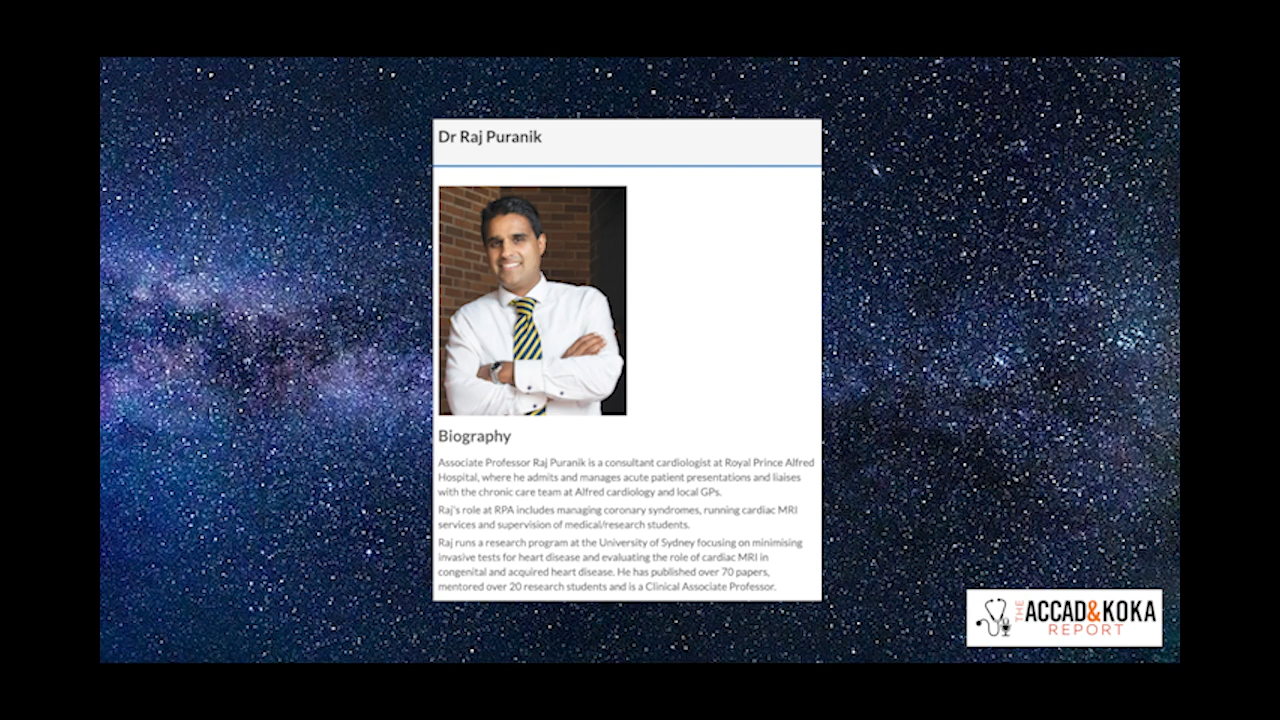 Dr Raj Puranik
Biography
Associate Professor Raj Puranik is a consultant cardiologist at Royal Prince Alfred
Hospital, where he admits and manages acute patient presentations and liaises
with the chronic care team at Alfred cardiology and local GPs.
Raj's role at RPA includes managing coronary syndromes, running cardiac MRI
services and supervision of medical/research students.
Raj runs a research program at the University of Sydney focusing on minimising
invasive tests for heart disease and evaluating the role of cardiac MRI in
congenital and acquired heart disease. He has published over 70 papers,
mentored over 20 research students and is a Clinical Associate Professor.
THE ACCAD&KOKA
REPORT